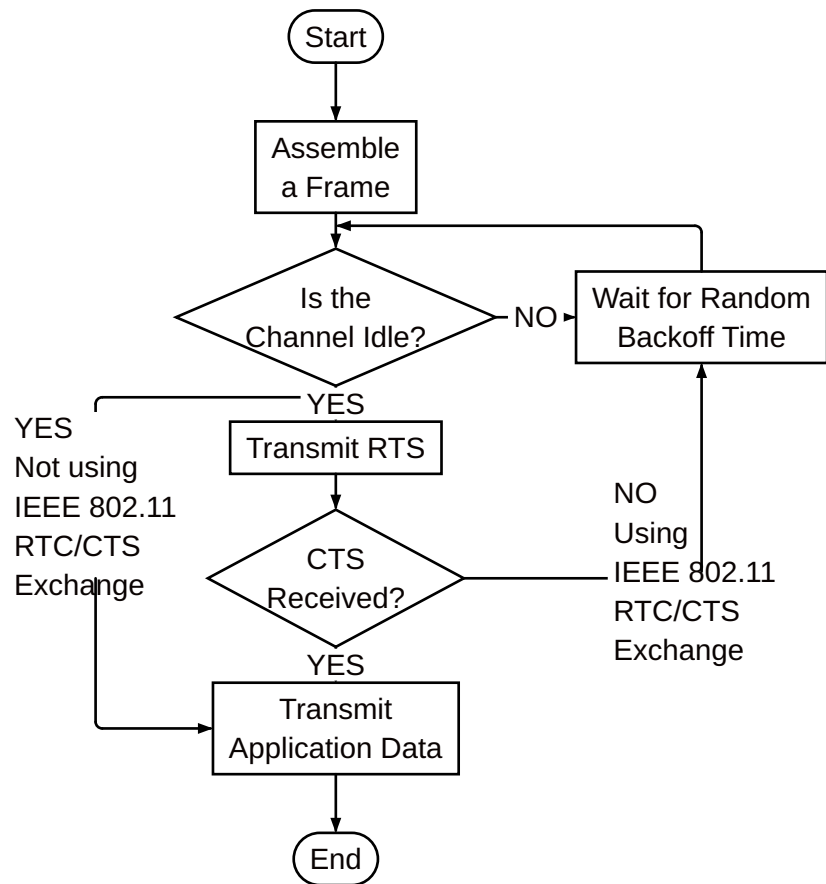 Start
Assemble
a Frame
Is the
Channel Idle?
NO
Wait for Random
Backoff Time
YES
YES
Not using
IEEE 802.11
RTC/CTS
Exchange
Transmit RTS
CTS
Received?
NO
Using
IEEE 802.11
RTC/CTS
Exchange
YES
Transmit
Application Data
End